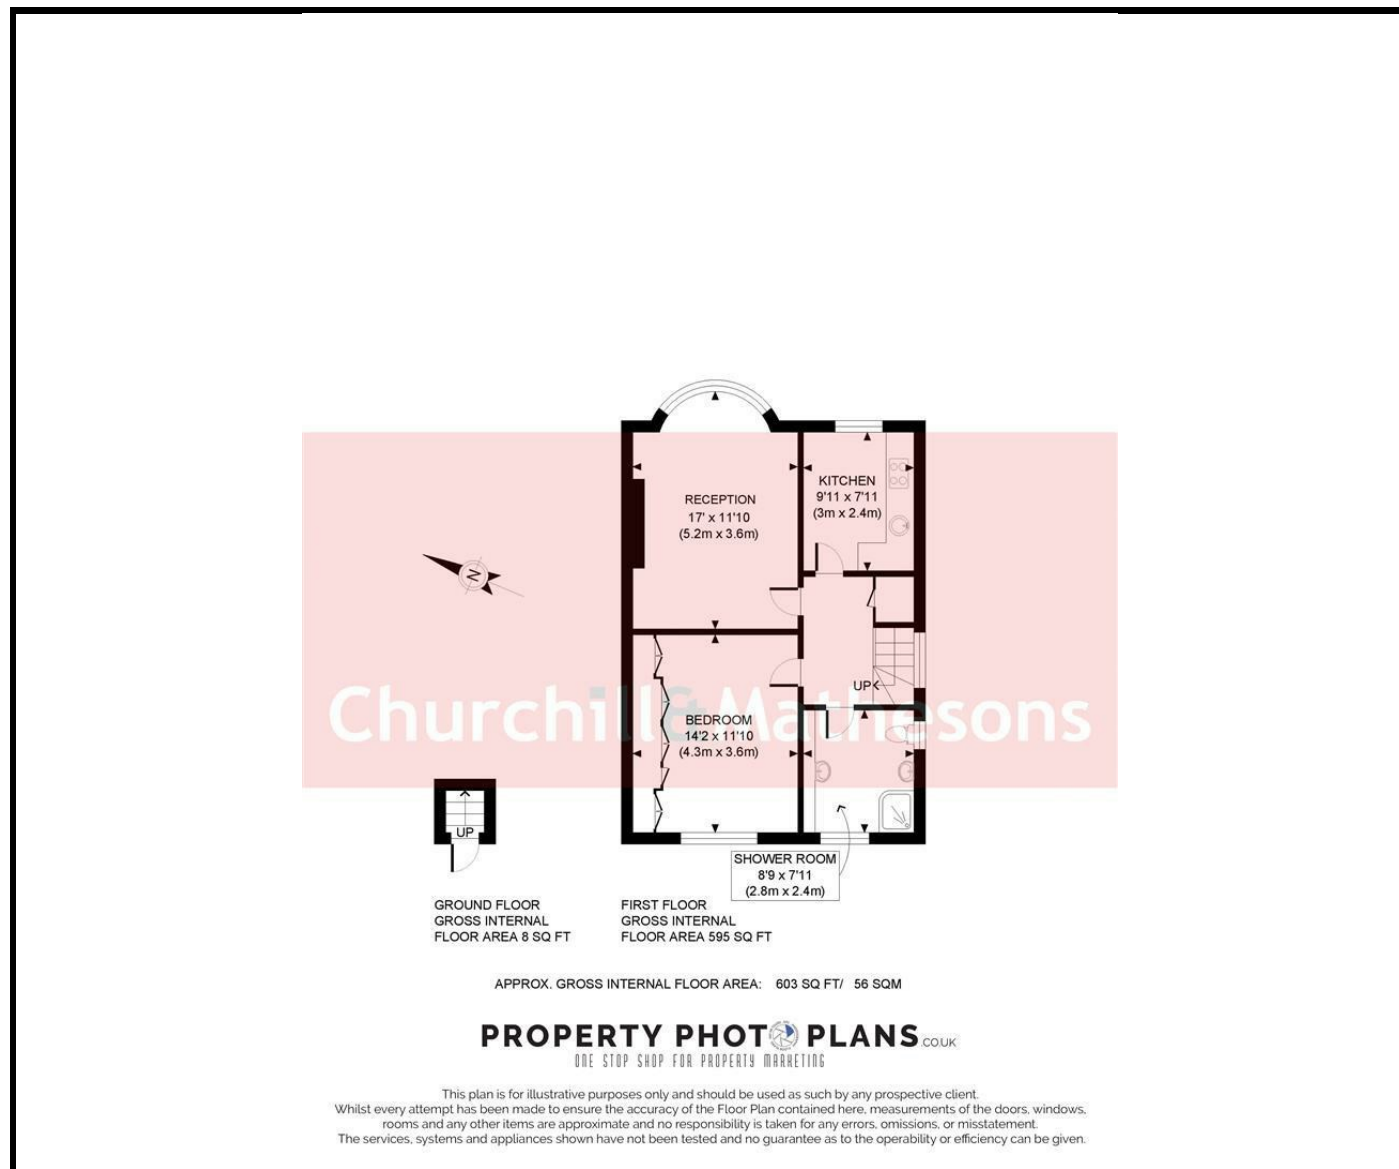 RECEPTION
17' x 11'10
(5.2m x 3.6m)
KITCHEN
9'11 x 7'11
(3m x 2.4m)
N
UP
Churchill&Mathesons
BEDROOM
14'2 x 11'10
(4.3m x 3.6m)
UP
SHOWER ROOM
8'9 x 7'11
(2.8m x 2.4m)
GROUND FLOOR
GROSS INTERNAL
FLOOR AREA 8 SQ FT
FIRST FLOOR
GROSS INTERNAL
FLOOR AREA 595 SQ FT
APPROX. GROSS INTERNAL FLOOR AREA: 603 SQ FT/ 56 SQM
PROPERTY PHOTO PLANS.CO.UK
ONE STOP SHOP FOR PROPERTY MARKETING
This plan is for illustrative purposes only and should be used as such by any prospective client.
Whilst every attempt has been made to ensure the accuracy of the Floor Plan contained here, measurements of the doors, windows,
rooms and any other items are approximate and no responsibility is taken for any errors, omissions, or misstatement.
The services, systems and appliances shown have not been tested and no guarantee as to the operability or efficiency can be given.